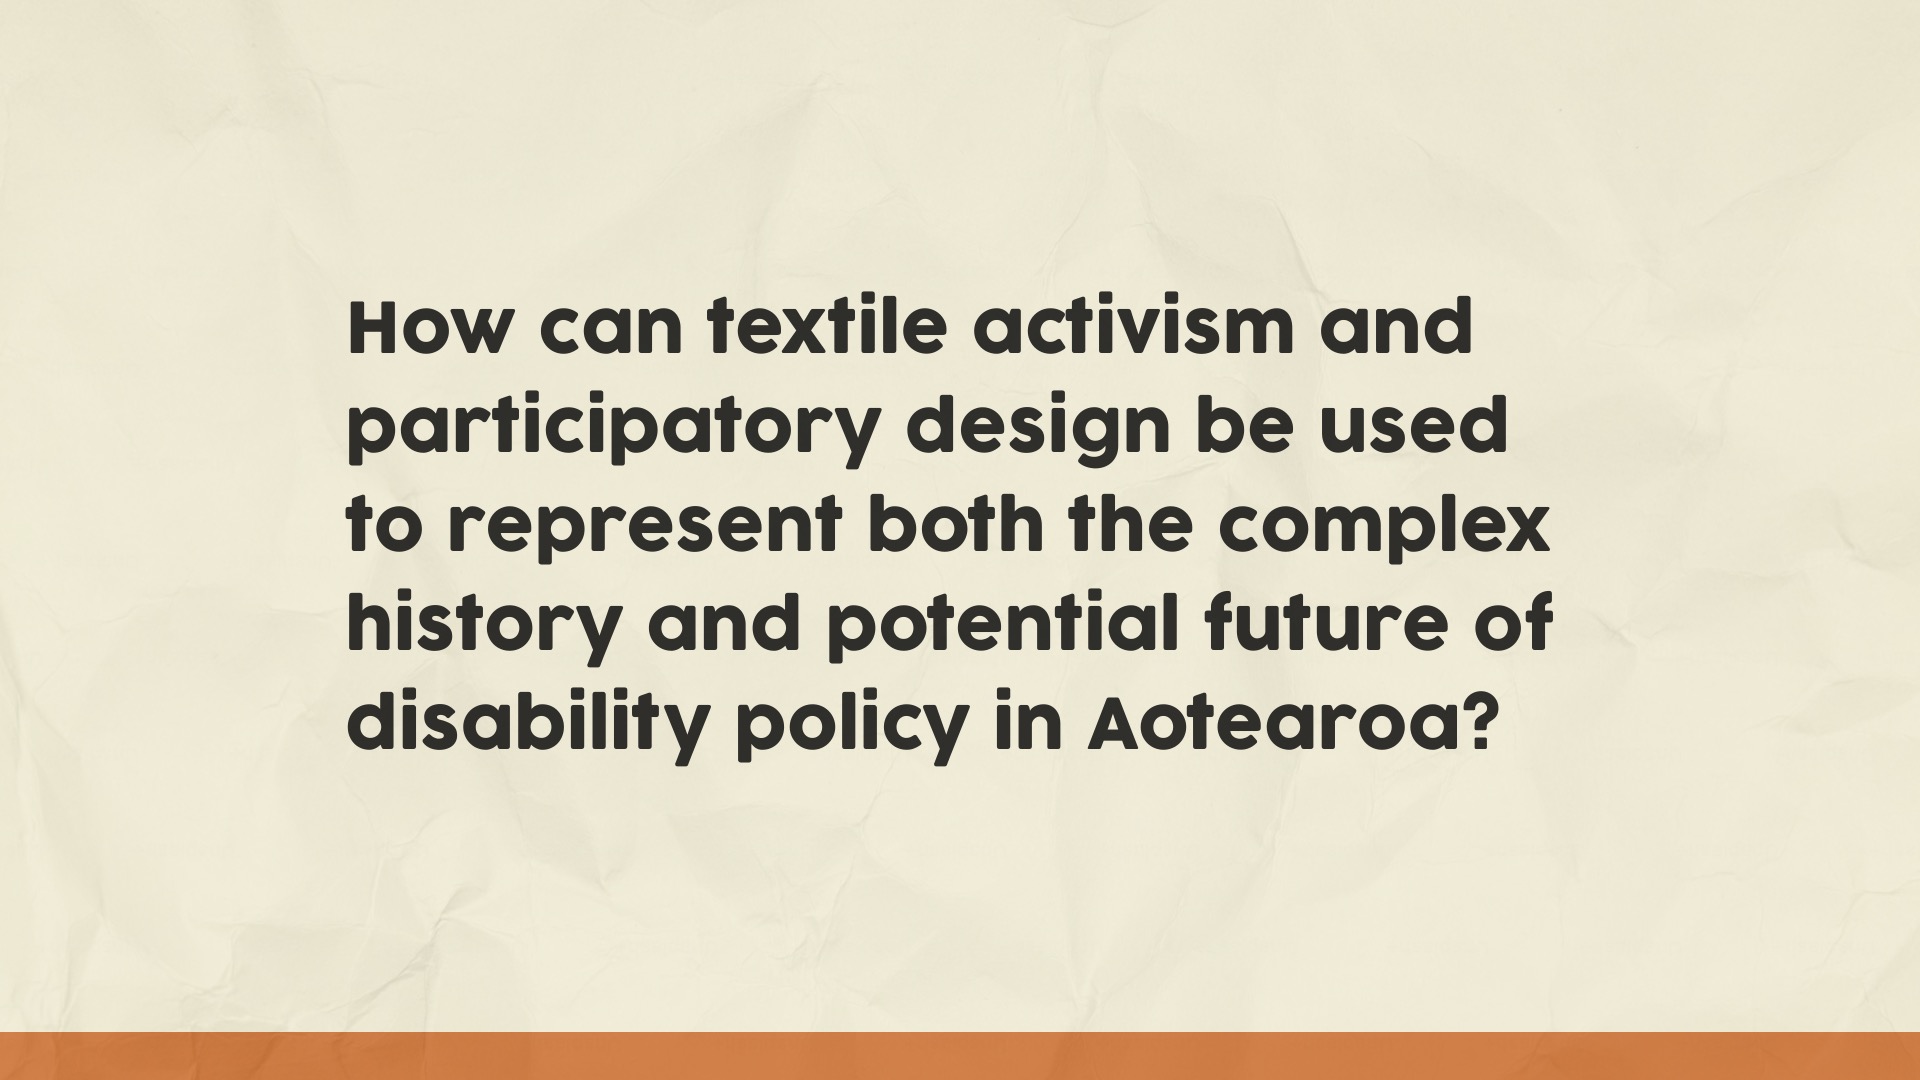 How can textile activism and
participatory design be used
to represent both the complex
history and potential future of
disability policy in Aotearoa?